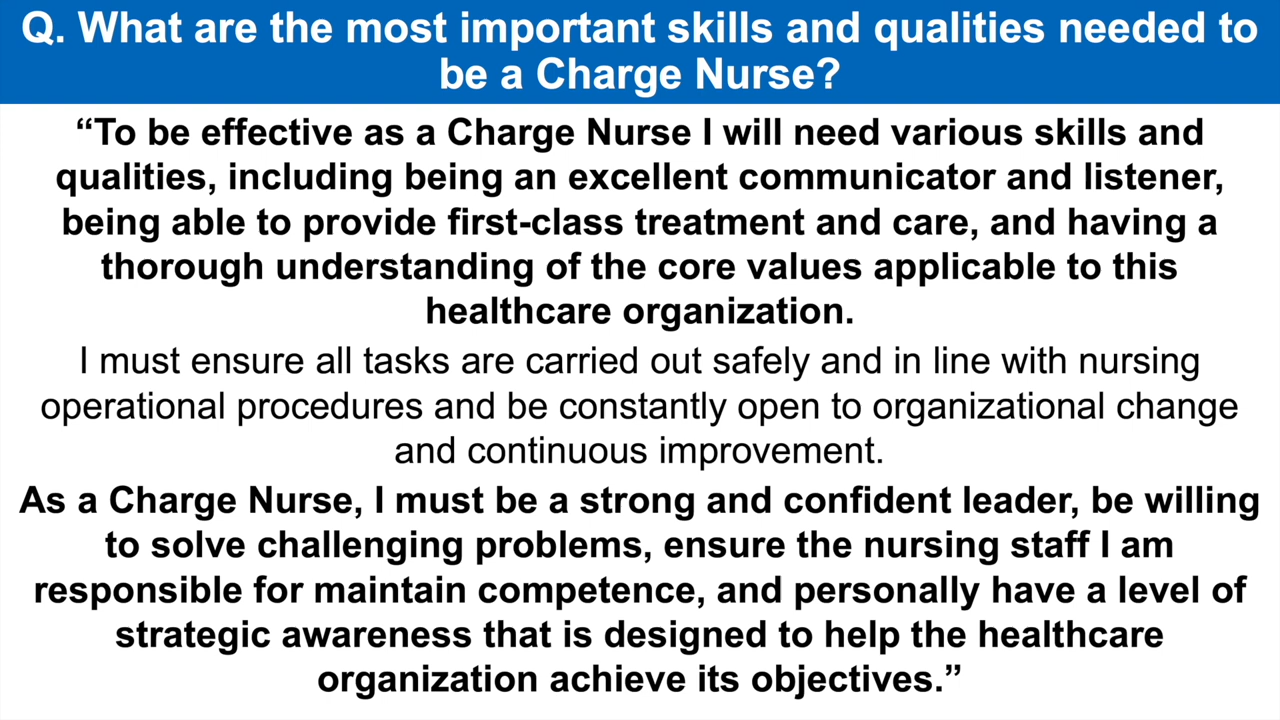 Q. What are the most important skills and qualities needed to
be a Charge Nurse?
“To be effective as a Charge Nurse I will need various skills and
qualities, including being an excellent communicator and listener,
being able to provide first-class treatment and care, and having a
thorough understanding of the core values applicable to this
healthcare organization.
I must ensure all tasks are carried out safely and in line with nursing
operational procedures and be constantly open to organizational change
and continuous improvement.
As a Charge Nurse, I must be a strong and confident leader, be willing
to solve challenging problems, ensure the nursing staff I am
responsible for maintain competence, and personally have a level of
strategic awareness that is designed to help the healthcare
organization achieve its objectives.”